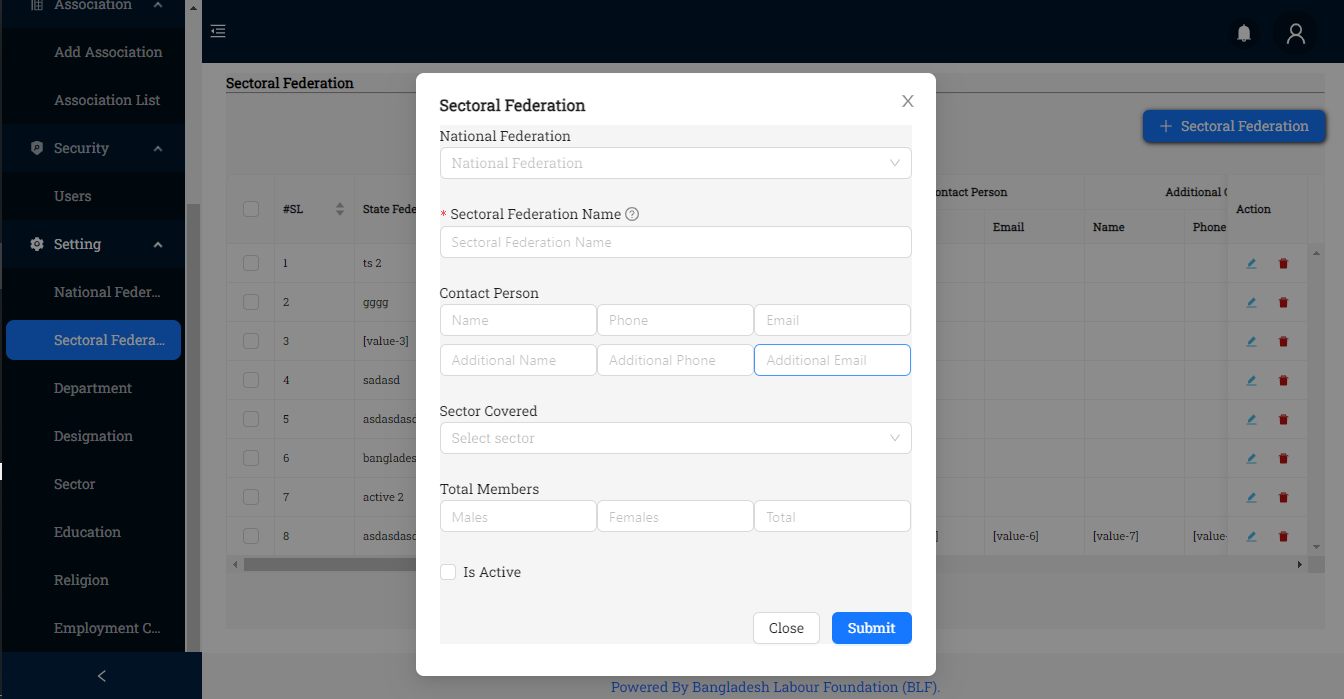 Association
Add Association
Association List
Security
Users
Setting
National Feder...
Sectoral Federa...
Department
Designation
Sector
Education
Religion
Employment C...
Sectoral Federation
+ Sectoral Federation
#SL
State Fede
ontact Person
Additional C
Action
Email
Name
Phone
1
ts 2
2
gggg
3
[value-3]
4
sadasd
5
asdasdasd
6
banglades
7
active 2
8
asdasdasd
]
[value-6]
[value-7]
[value-
Sectoral Federation
National Federation
National Federation
* Sectoral Federation Name
Sectoral Federation Name
Contact Person
Name
Phone
Email
Additional Name
Additional Phone
Additional Email
Sector Covered
Select sector
Total Members
Males
Females
Total
Is Active
Close
Submit
Powered By Bangladesh Labour Foundation (BLF).